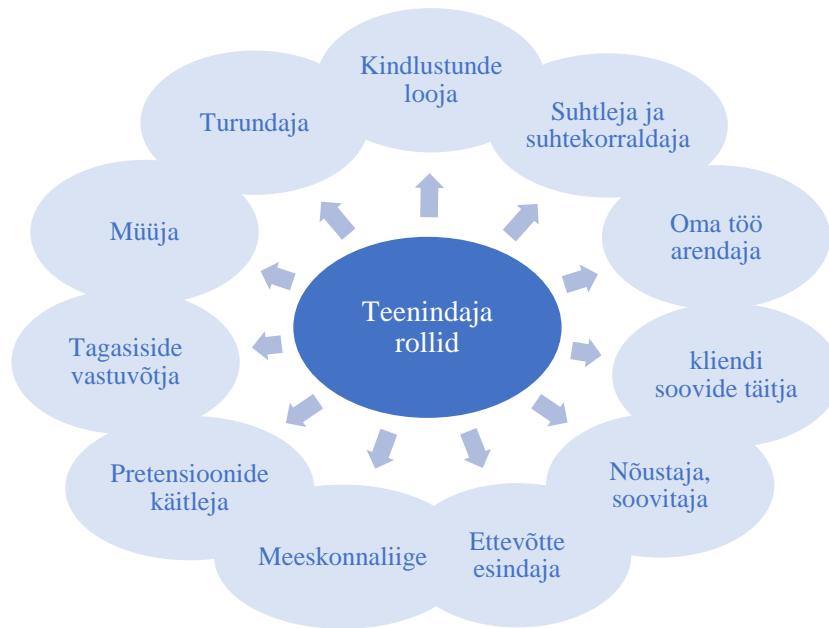 Kindlustunde
looja
Suhtleja ja
suhtekorraldaja
Oma töö
arendaja
kliendi
soovide täitja
Nõustaja,
soovitaja
Ettevõtte
esindaja
Meeskonnaliige
Pretensioonide
käitleja
Tagasiside
vastuvõtja
Müüja
Turundaja
Teenindaja
rollid